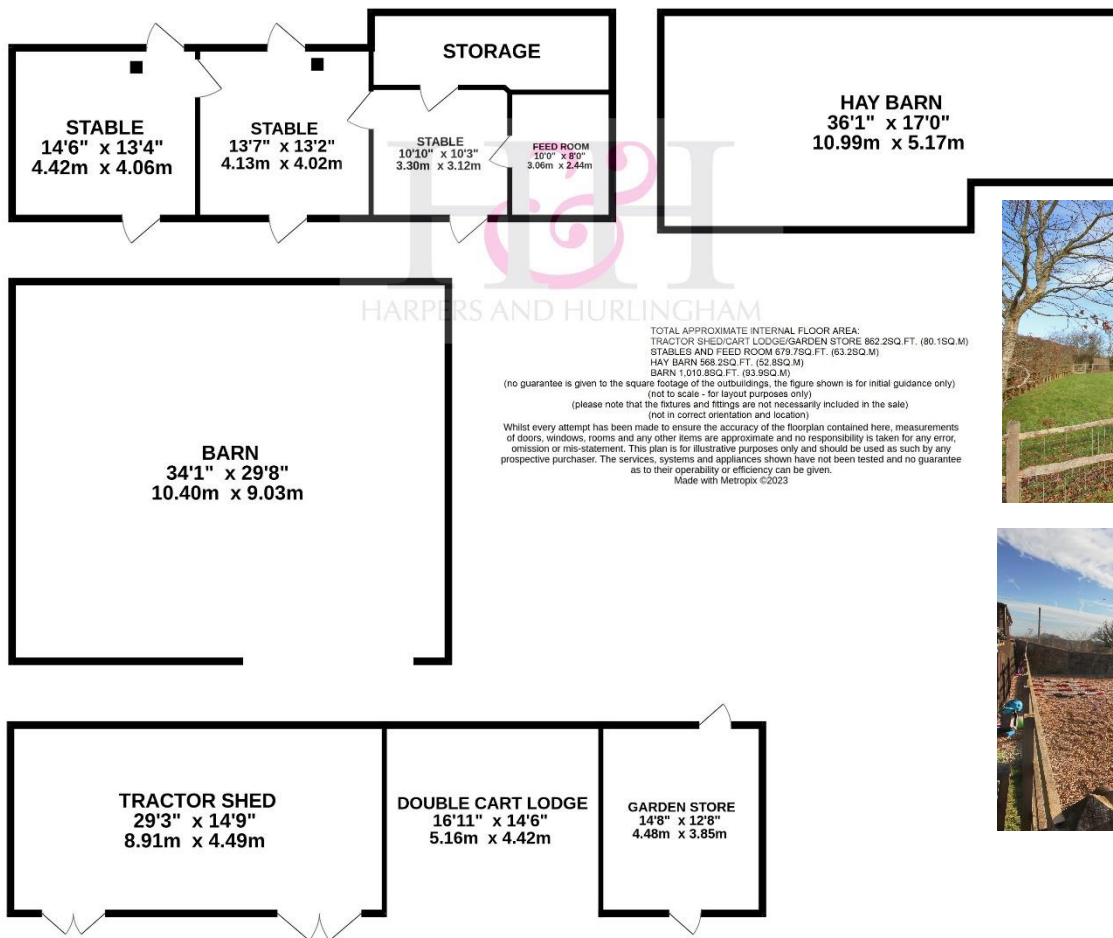 STORAGE
STABLE
14'6" x 13'4"
4.42m x 4.06m
STABLE
13'7" x 13'2"
4.13m x 4.02m
STABLE
10'10" x 10'3"
3.30m x 3.12m
FEED ROOM
10'0" x 8'0"
3.06m x 2.44m
HAY BARN
36'1" x 17'0"
10.99m x 5.17m
H&H
HARPERS AND HURLINGHAM
BARN
34'1" x 29'8"
10.40m x 9.03m
TOTAL APPROXIMATE INTERNAL FLOOR AREA:
TRACTOR SHED/CART LODGE/GARDEN STORE 862.2SQ.FT. (80.1SQ.M)
STABLES AND FEED ROOM 679.7SQ.FT. (63.2SQ.M)
HAY BARN 568.2SQ.FT. (52.8SQ.M)
BARN 1,010.8SQ.FT. (93.9SQ.M)
(no guarantee is given to the square footage of the outbuildings, the figure shown is for initial guidance only)
(not to scale - for layout purposes only)
(please note that the fixtures and fittings are not necessarily included in the sale)
(not in correct orientation and location)
Whilst every attempt has been made to ensure the accuracy of the floorplan contained here, measurements
of doors, windows, rooms and any other items are approximate and no responsibility is taken for any error,
omission or mis-statement. This plan is for illustrative purposes only and should be used as such by any
prospective purchaser. The services, systems and appliances shown have not been tested and no guarantee
as to their operability or efficiency can be given.
Made with Metropix ©2023
TRACTOR SHED
29'3" x 14'9"
8.91m x 4.49m
DOUBLE CART LODGE
16'11" x 14'6"
5.16m x 4.42m
GARDEN STORE
14'8" x 12'8"
4.48m x 3.85m